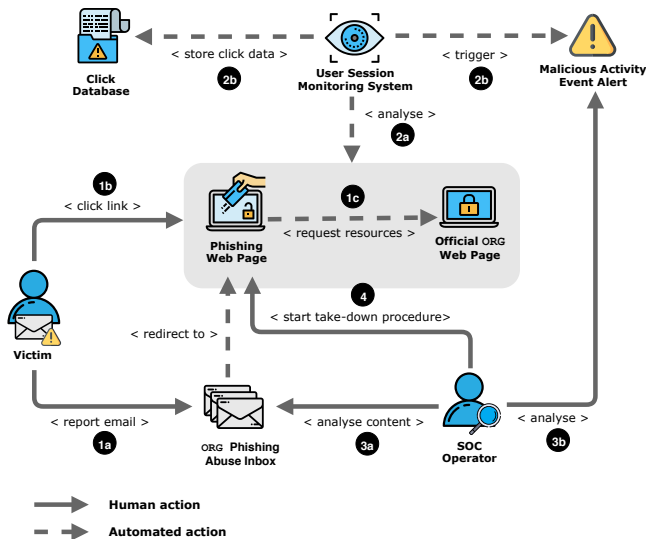 < store click data >
2b
< trigger >
2b
Click
Database
User Session
Monitoring System
Malicious Activity
Event Alert
< analyse >
2a
1b
< click link >
1c
< request resources >
Phishing
Web Page
Official ORG
Web Page
4
< start take-down procedure>
< redirect to >
Victim
< report email >
1a
ORG Phishing
Abuse Inbox
< analyse content >
3a
SOC
Operator
< analyse >
3b
Human action
Automated action